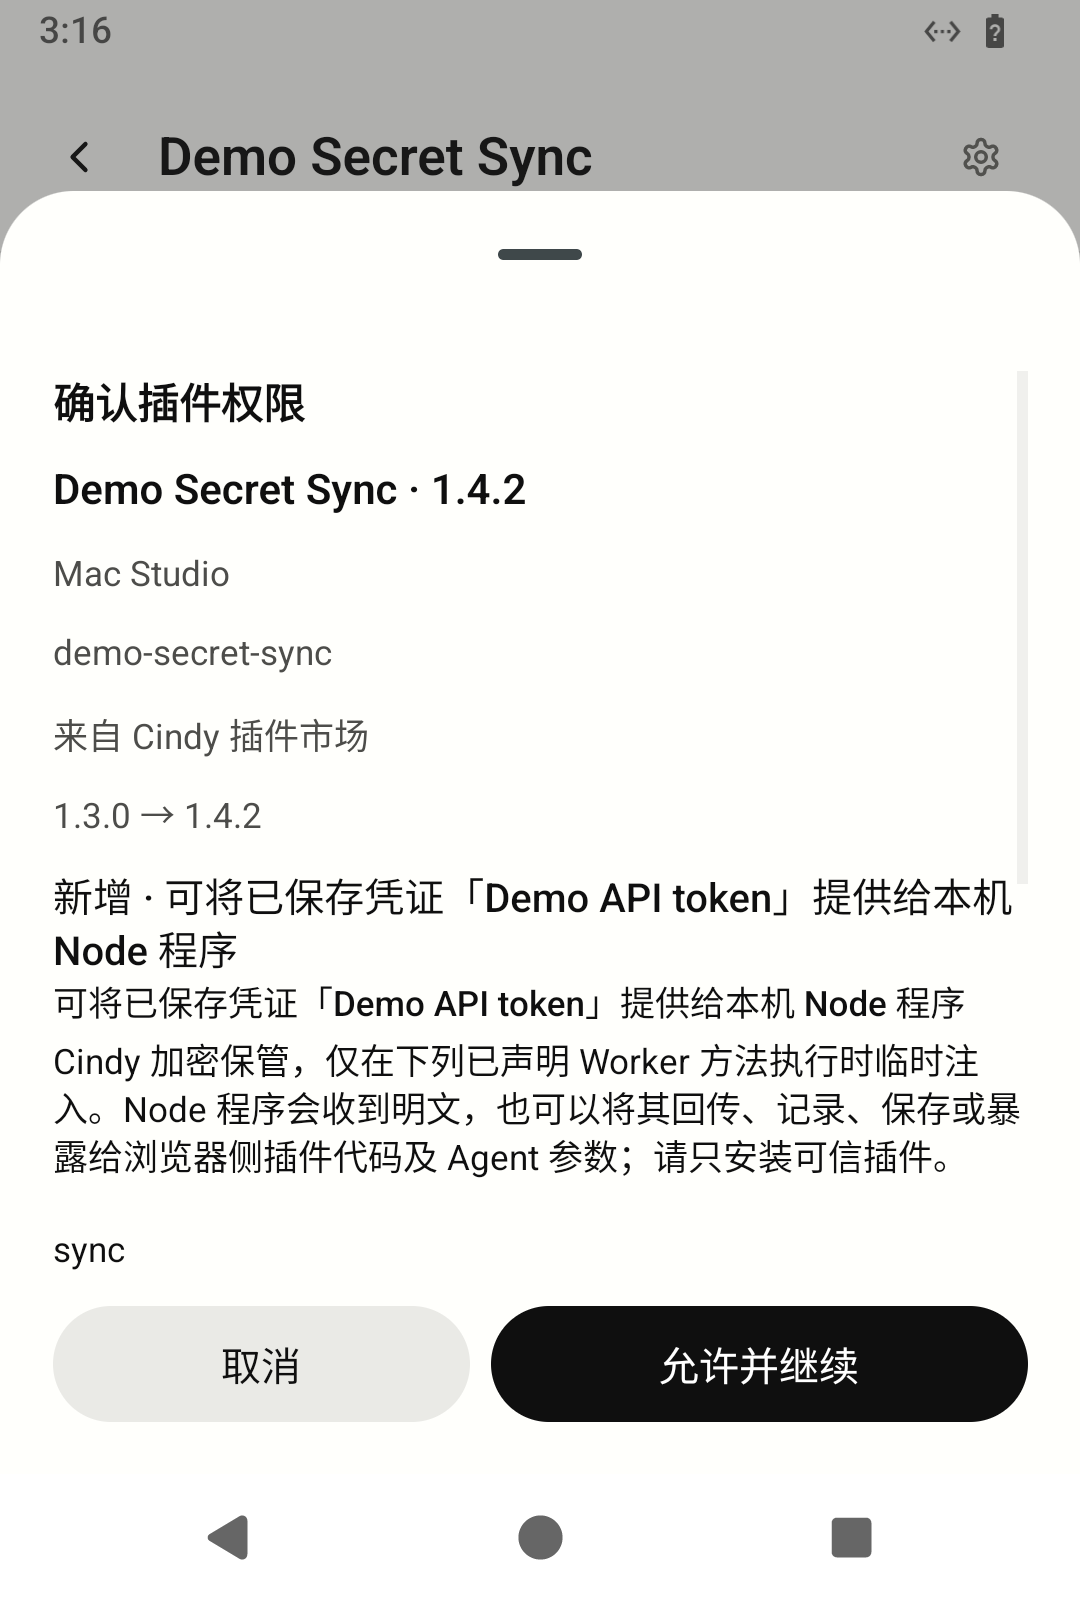 3:16
Demo Secret Sync
确认插件权限
Demo Secret Sync · 1.4.2
Mac Studio
demo-secret-sync
来自 Cindy 插件市场
1.3.0 → 1.4.2
新增 · 可将已保存凭证「Demo API token」提供给本机
Node 程序
可将已保存凭证「Demo API token」提供给本机 Node 程序
Cindy 加密保管，仅在下列已声明 Worker 方法执行时临时注
入。Node 程序会收到明文，也可以将其回传、记录、保存或暴
露给浏览器侧插件代码及 Agent 参数；请只安装可信插件。
sync
取消
允许并继续